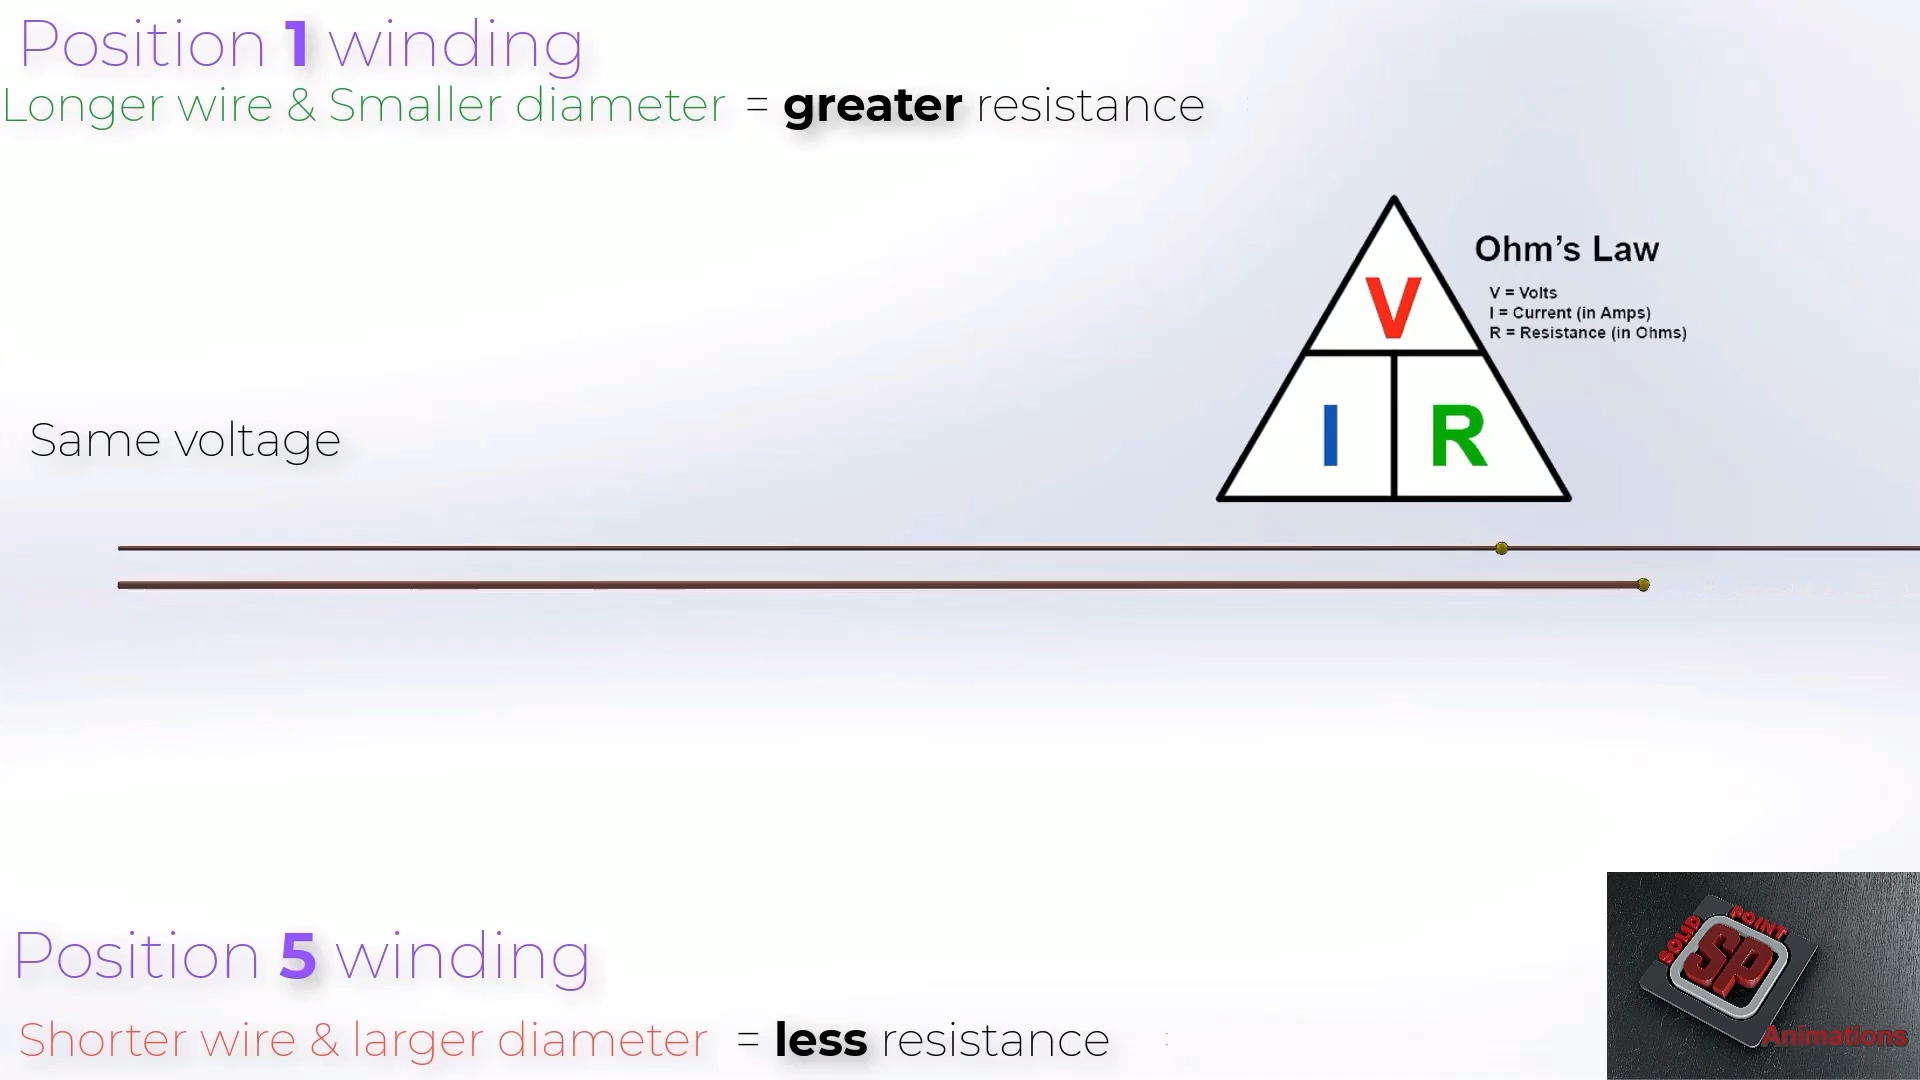 Position 1 winding
Longer wire & Smaller diameter = greater resistance
Ohm's Law
V = Volts
I = Current (in Amps)
R = Resistance (in Ohms)
V
I R
Same voltage
Position 5 winding
Shorter wire & larger diameter = less resistance
SOLID POINT
SP
Animations